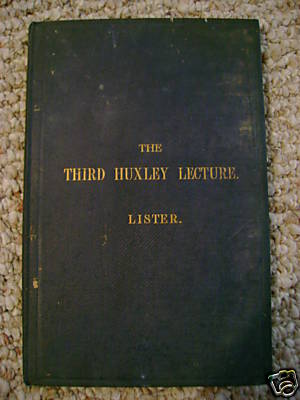 THE
THIRD HUXLEY LECTURE.
LISTER.